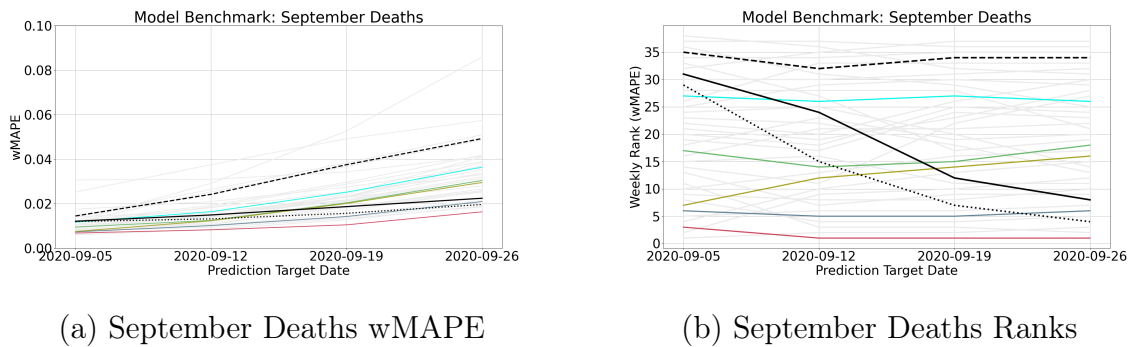 Model Benchmark: September Deaths
0.10
0.08
0.06
0.04
0.02
0.00
wMAPE
2020-09-05
2020-09-12
2020-09-19
2020-09-26
Prediction Target Date
(a) September Deaths wMAPE
Model Benchmark: September Deaths
35
30
25
20
15
10
5
0
Weekly Rank (wMAPE)
2020-09-05
2020-09-12
2020-09-19
2020-09-26
Prediction Target Date
(b) September Deaths Ranks